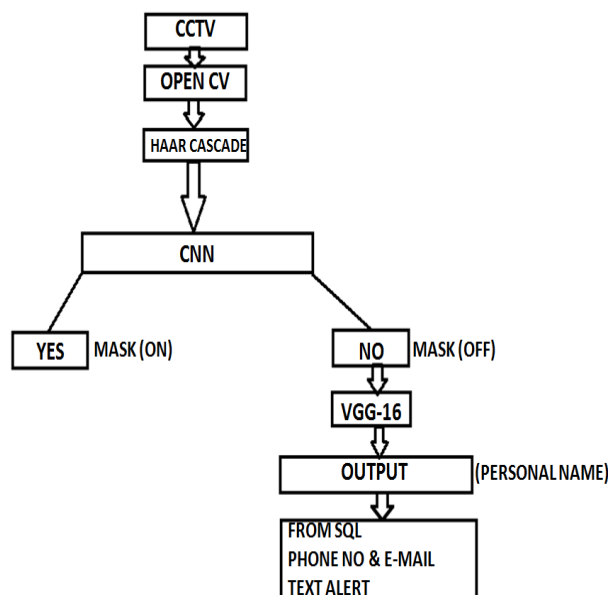 CCTV
OPEN CV
HAAR CASCADE
CNN
YES MASK (ON)
NO MASK (OFF)
VGG-16
OUTPUT (PERSONAL NAME)
FROM SQL
PHONE NO & E-MAIL
TEXT ALERT